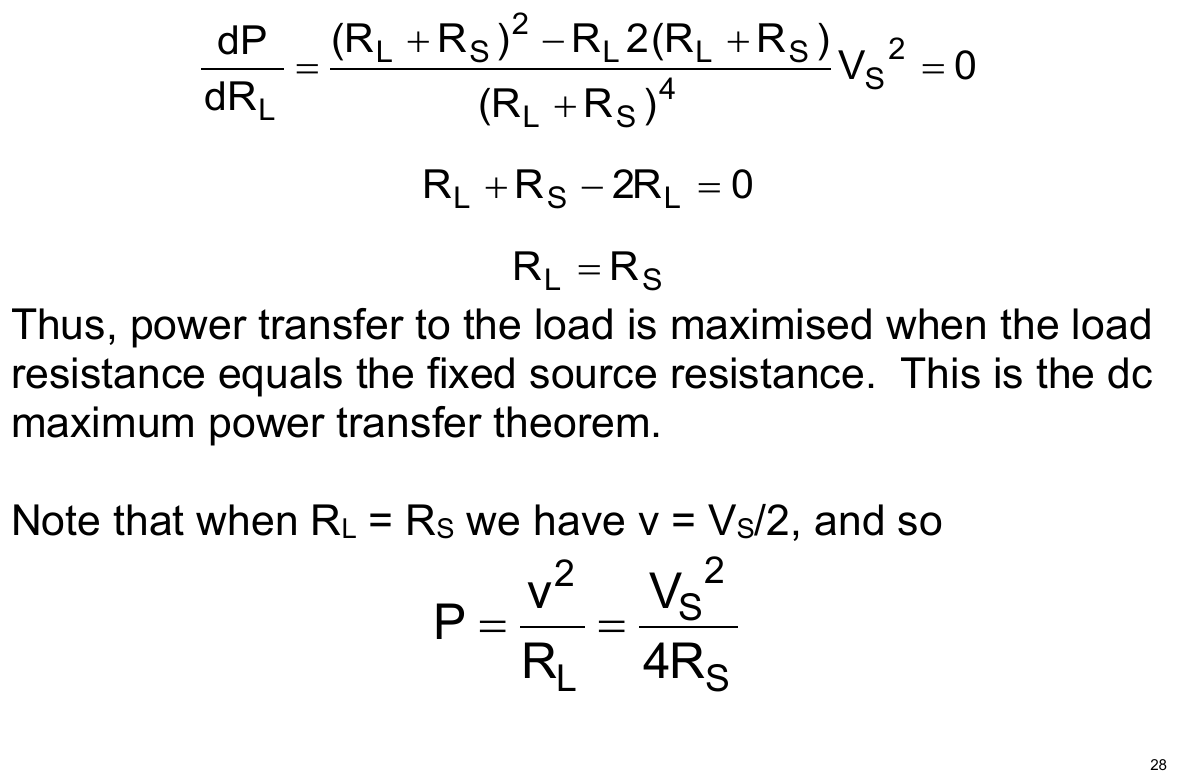 dP/dR_L = ((R_L + R_S)^2 − R_L 2(R_L + R_S))/(R_L + R_S)^4 V_S^2 = 0
R_L + R_S − 2R_L = 0
R_L = R_S
Thus, power transfer to the load is maximised when the load
resistance equals the fixed source resistance.  This is the dc
maximum power transfer theorem.
Note that when R_L = R_S we have v = V_S/2, and so
P = v^2/R_L = V_S^2/4R_S
28